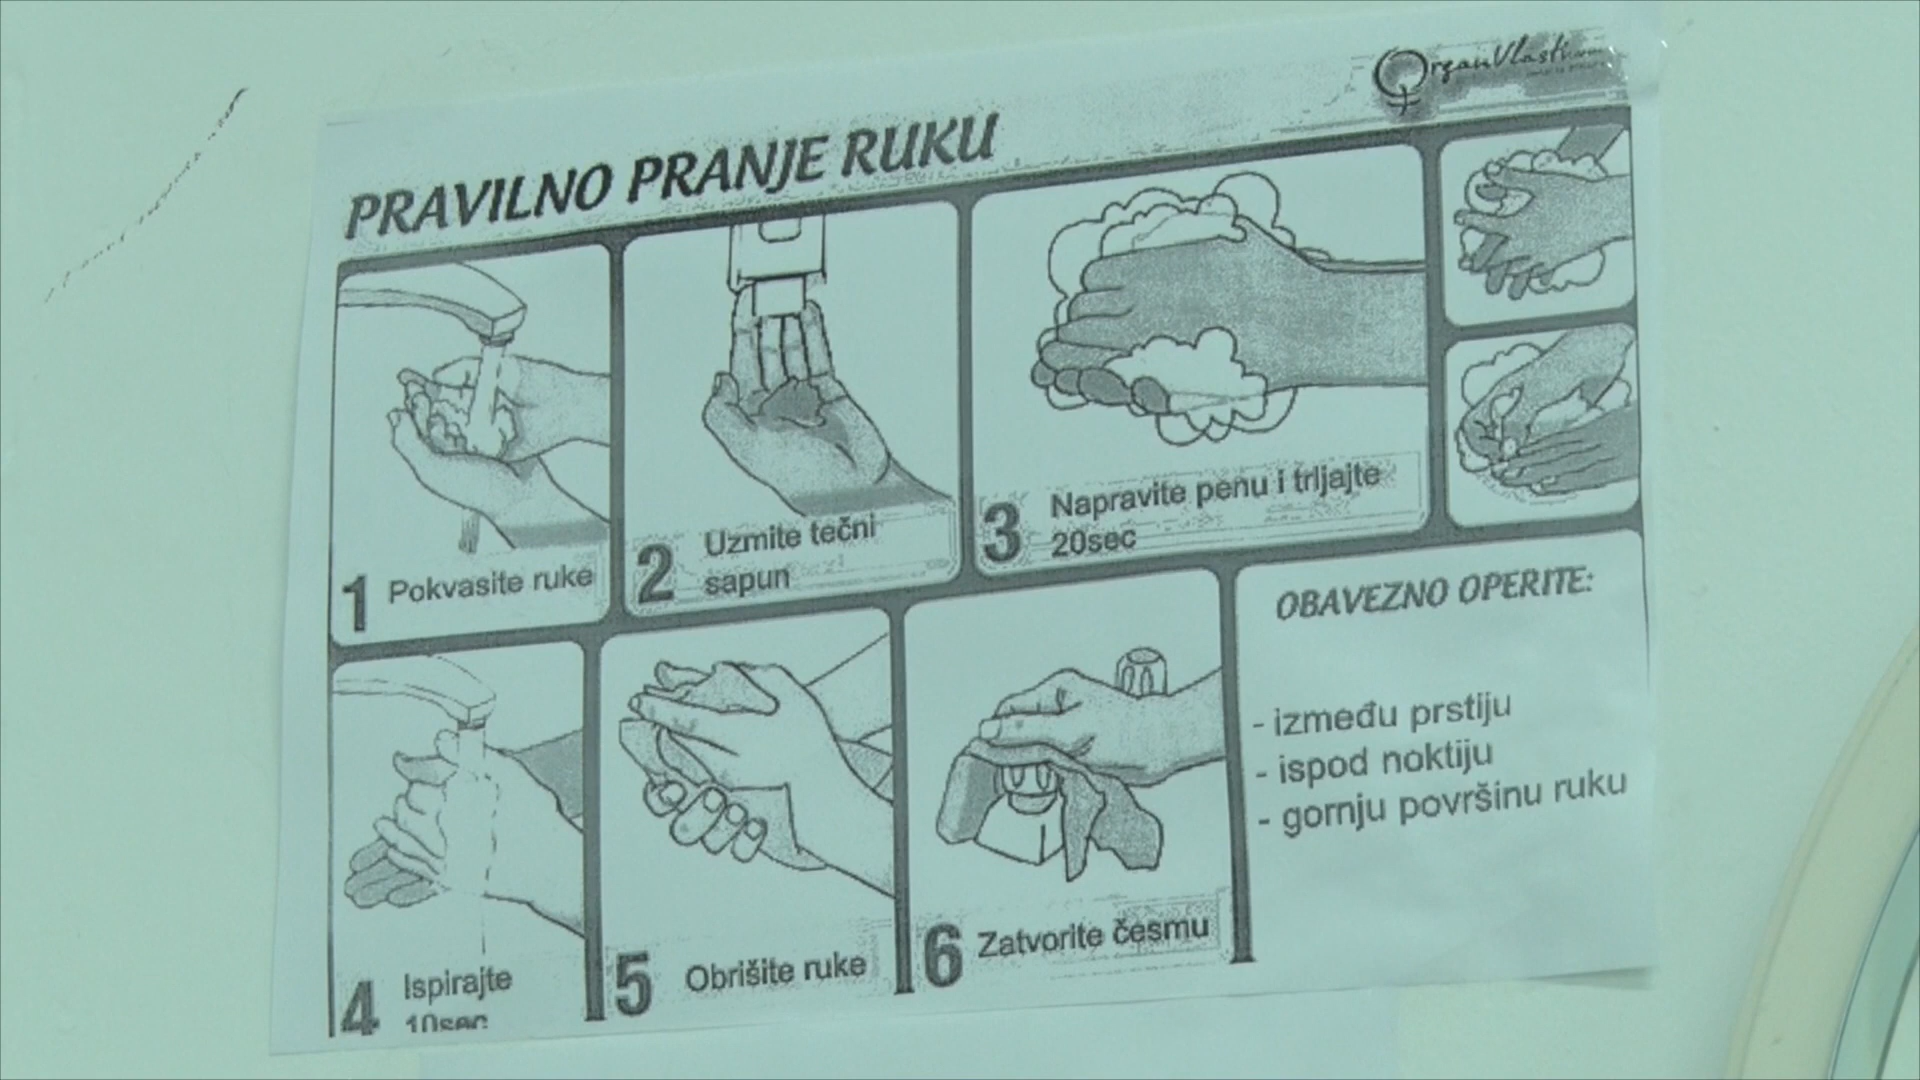 OrganVlasti
PRAVILNO PRANJE RUKU
1 Pokvasite ruke
2 Uzmite tečni
sapun
3 Napravite penu i trljajte
20sec
4 Ispirajte
10sec
5 Obrišite ruke
6 Zatvorite česmu
OBAVEZNO OPERITE:
- između prstiju
- ispod noktiju
- gornju površinu ruku